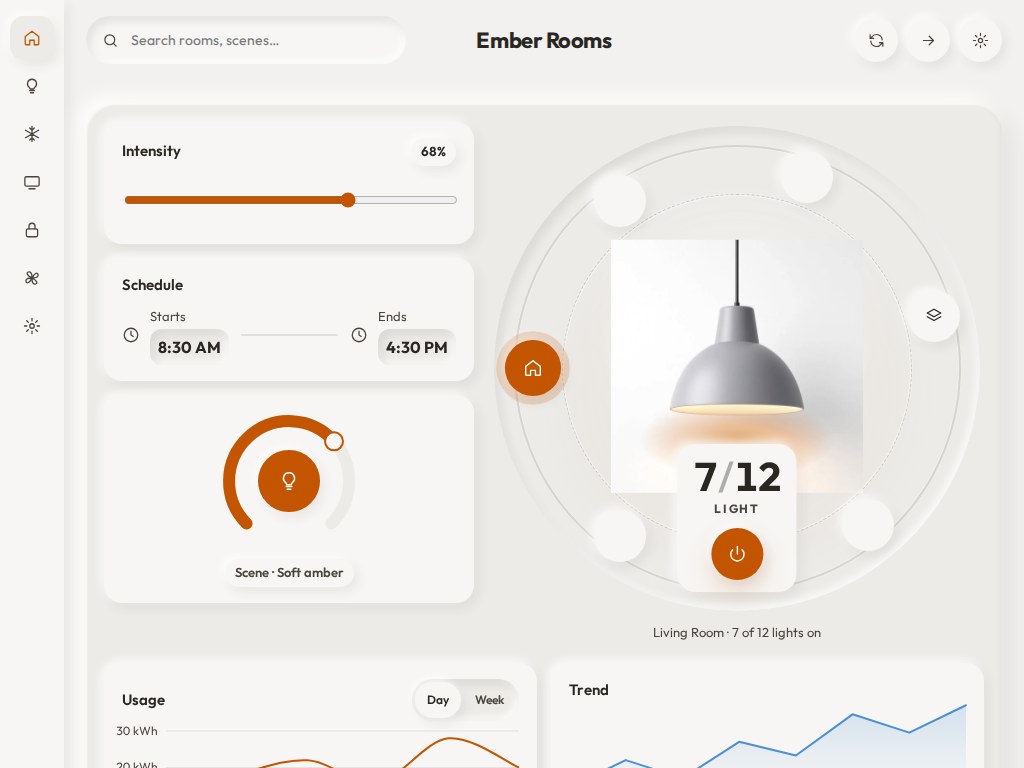 Search rooms, scenes...
Ember Rooms
Intensity
68%
Schedule
Starts
8:30 AM
Ends
4:30 PM
Scene · Soft amber
7/12
LIGHT
Living Room · 7 of 12 lights on
Usage
Day
Week
30 kWh
20 kWh
Trend